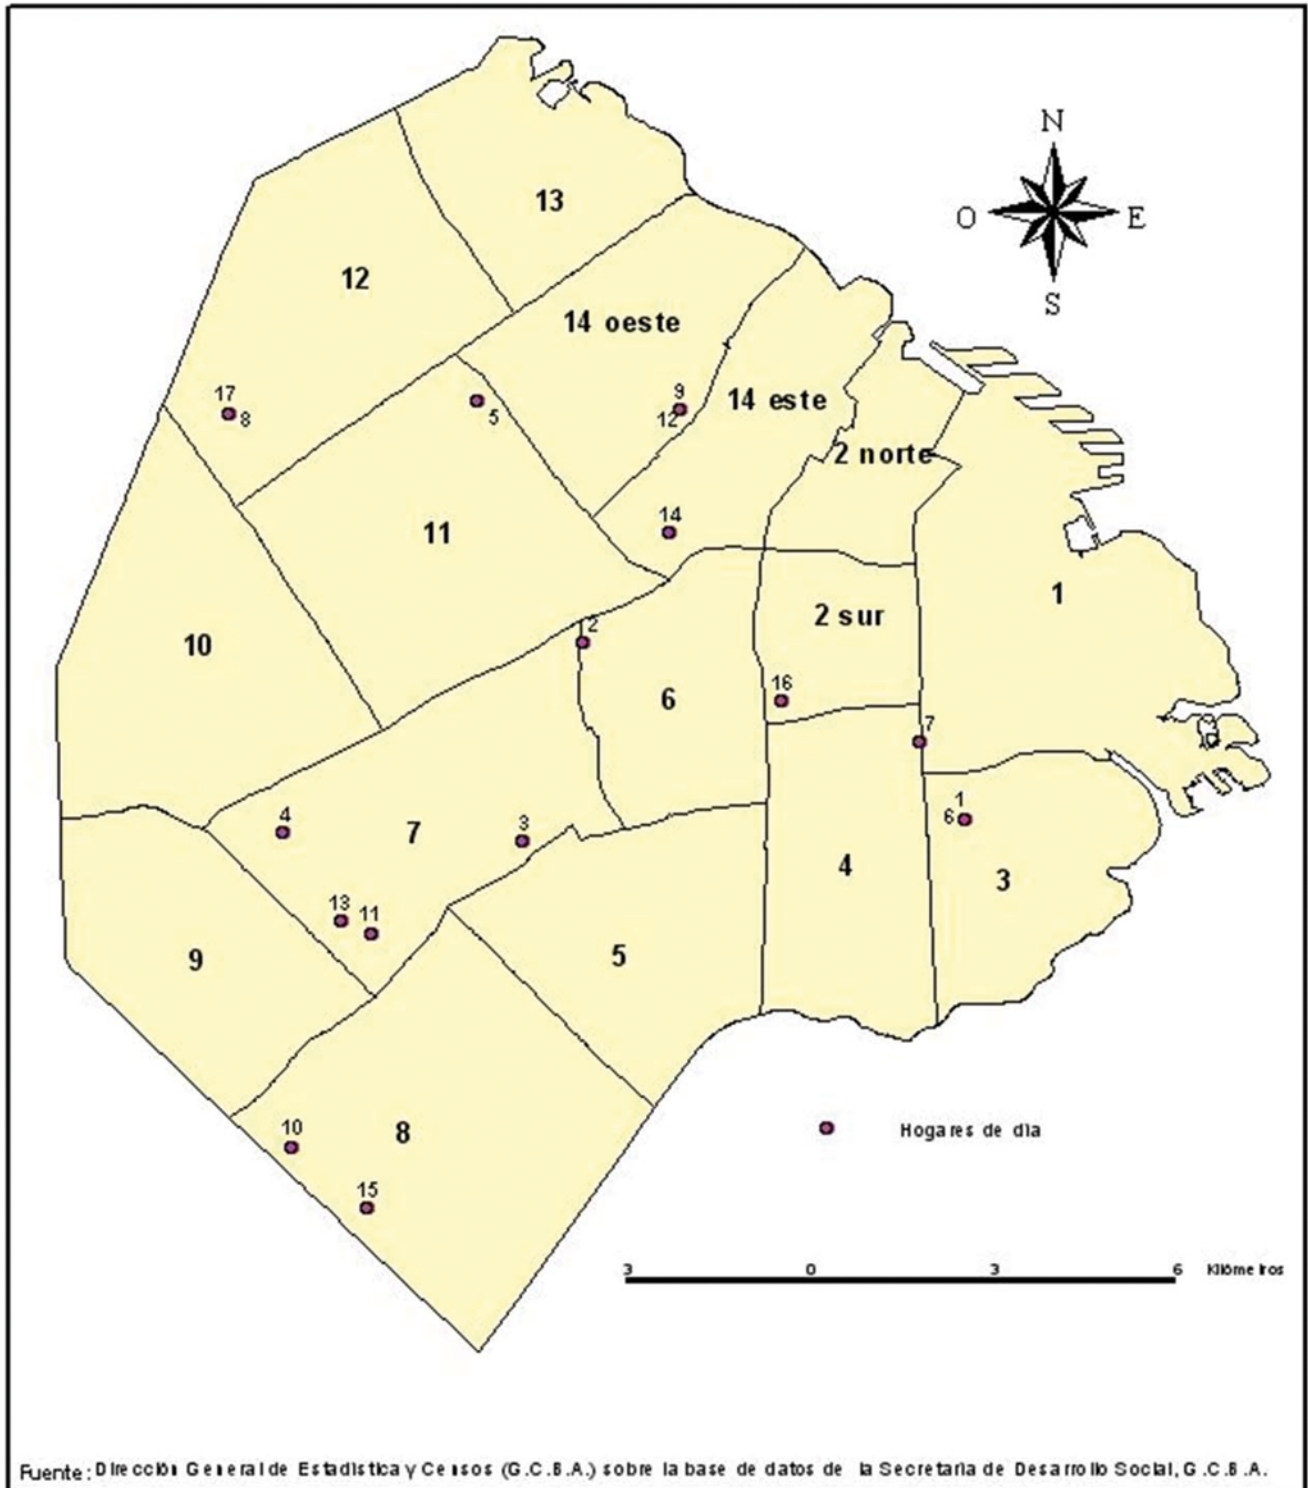 N
O E
S
13
12
14 oeste
17
8
5
9
12
14 este
2 norte
14
11
1
10
2
2 sur
6
16
7
4
7
3
1
6
4
3
13
11
9
5
10
8
Hogares de día
15
3 0 3 6 Kilómetros
Fuente: Dirección General de Estadística y Censos (G.C.B.A.) sobre la base de datos de la Secretaría de Desarrollo Social, G.C.B.A.